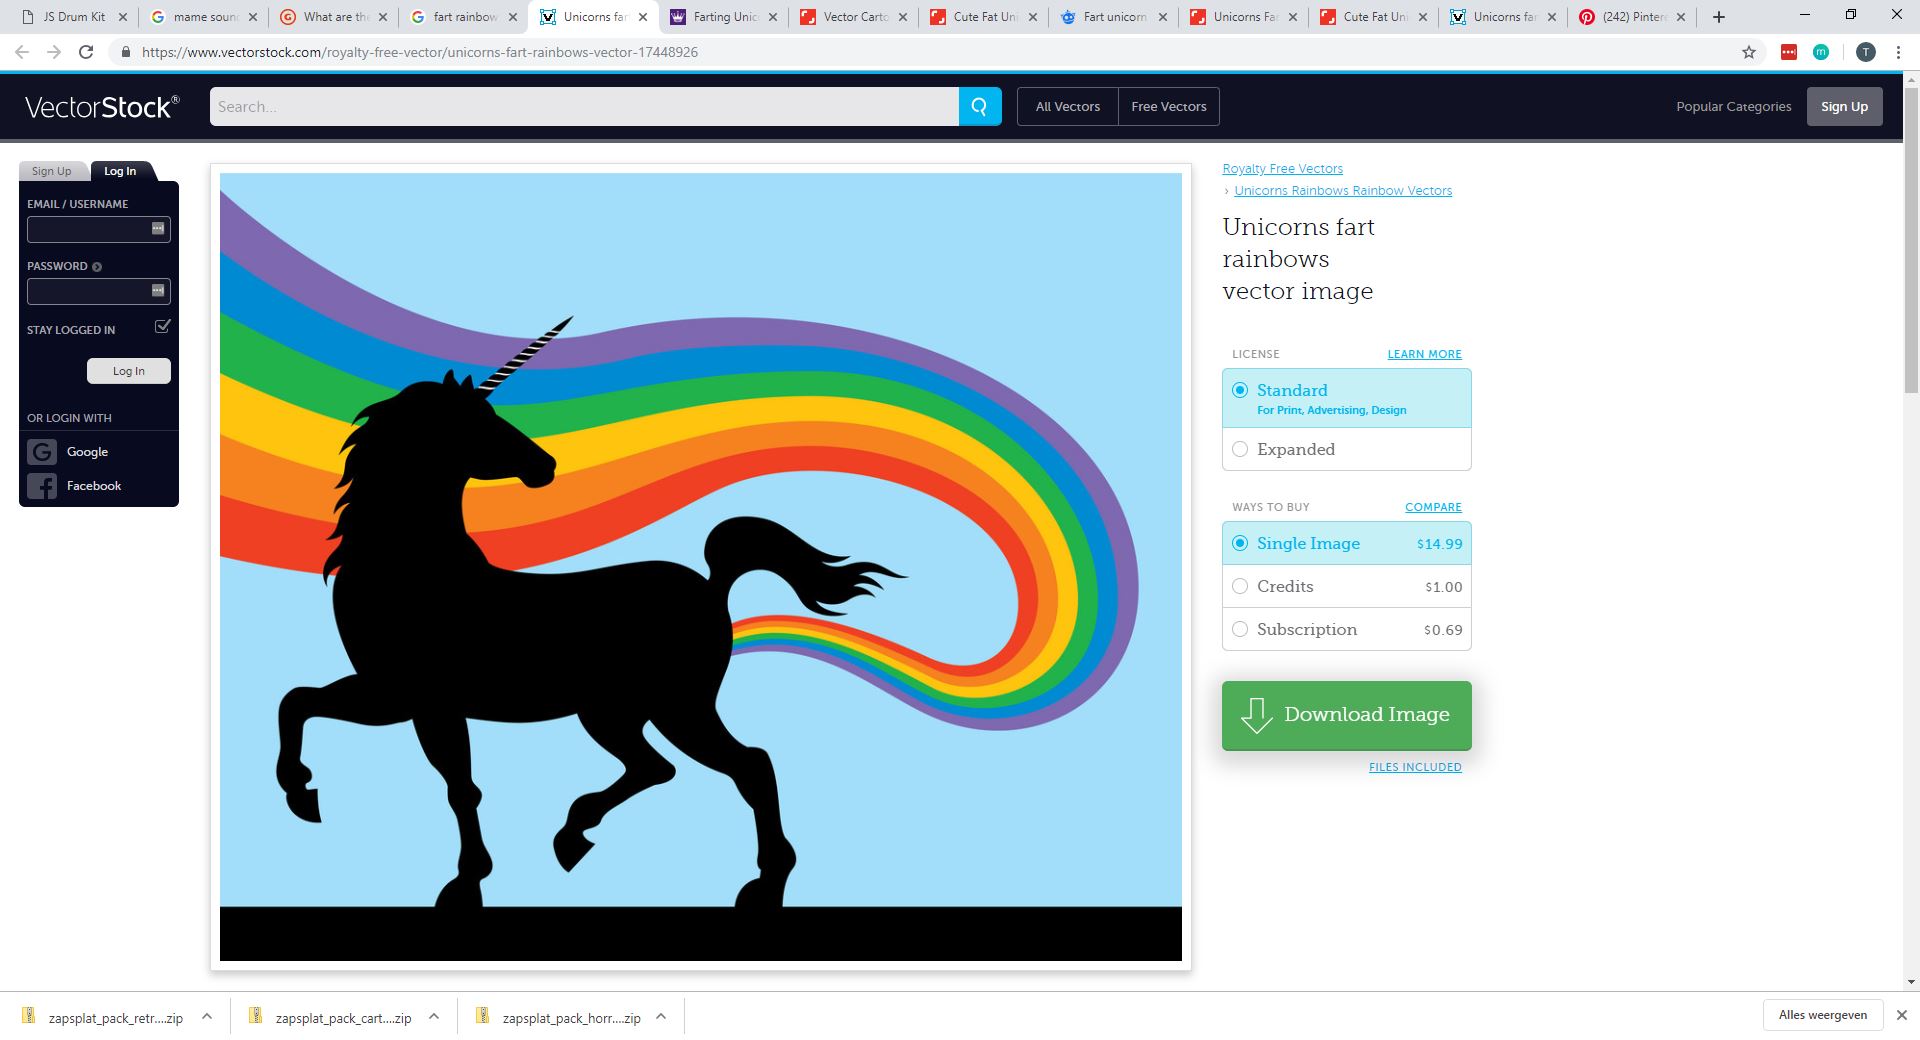 JS Drum Kit
mame soun
What are the
fart rainbow
Unicorns far
Farting Unic
Vector Carto
Cute Fat Uni
Fart unicorn
Unicorns Fa
Cute Fat Uni
Unicorns far
(242) Pintere
https://www.vectorstock.com/royalty-free-vector/unicorns-fart-rainbows-vector-17448926
T
VectorStock®
Search...
All Vectors
Free Vectors
Popular Categories
Sign Up
Sign Up
Log In
EMAIL / USERNAME
PASSWORD
STAY LOGGED IN
Log In
OR LOGIN WITH
Google
Facebook
Royalty Free Vectors
› Unicorns Rainbows Rainbow Vectors
Unicorns fart
rainbows
vector image
LICENSE
LEARN MORE
Standard
For Print, Advertising, Design
Expanded
WAYS TO BUY
COMPARE
Single Image $14.99
Credits $1.00
Subscription $0.69
Download Image
FILES INCLUDED
zapsplat_pack_retr....zip
zapsplat_pack_cart....zip
zapsplat_pack_horr....zip
Alles weergeven